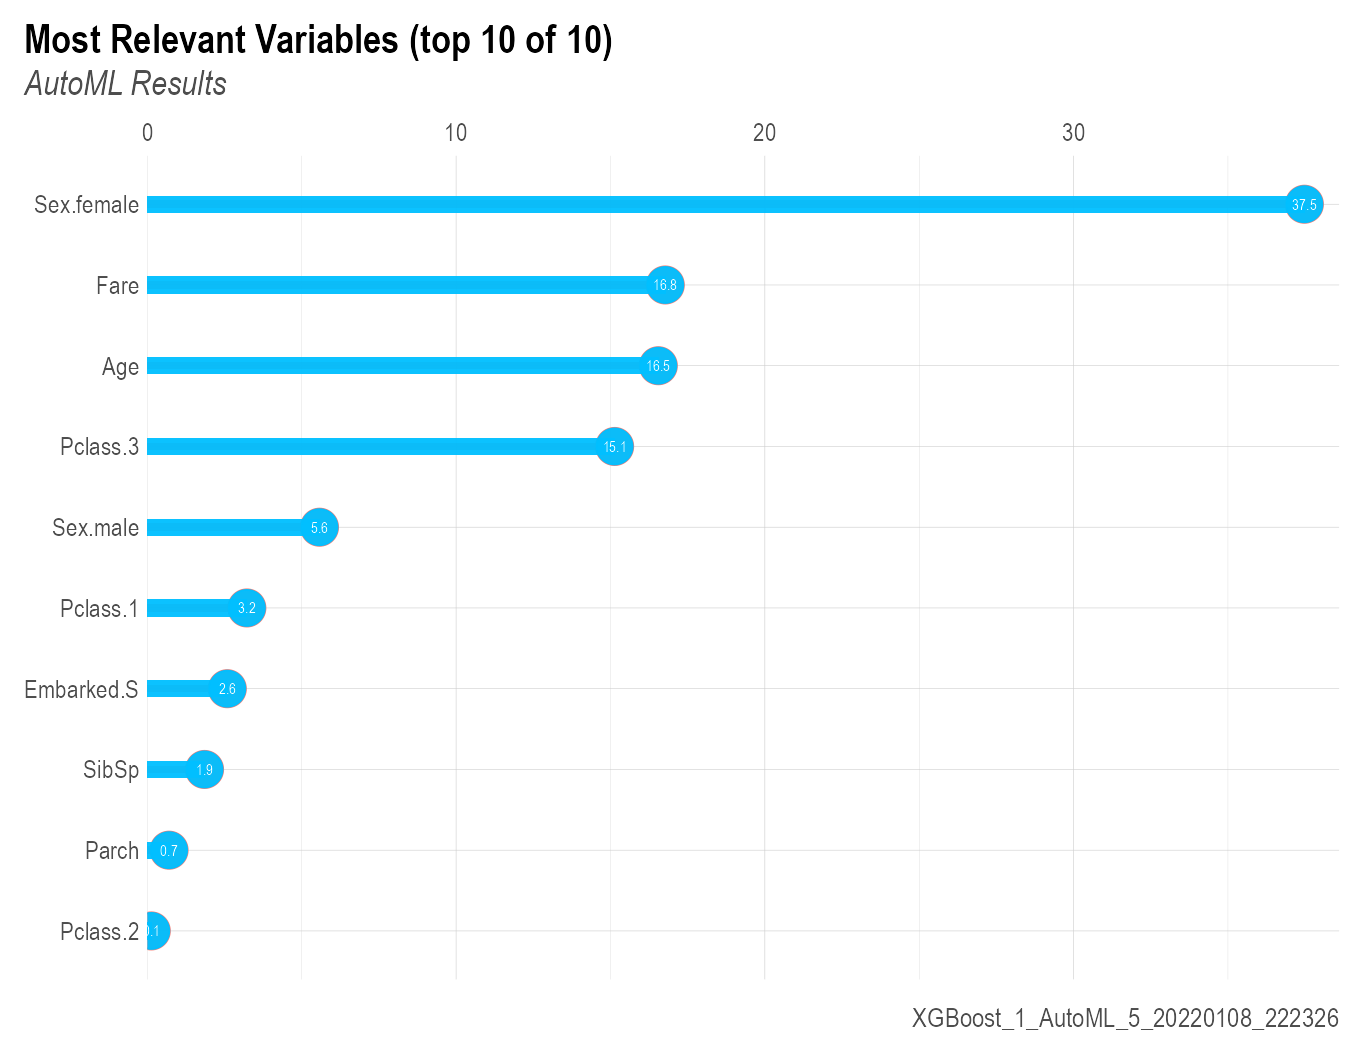 Most Relevant Variables (top 10 of 10)
AutoML Results
0 10 20 30
Sex.female 37.5
Fare 16.8
Age 16.5
Pclass.3 15.1
Sex.male 5.6
Pclass.1 3.2
Embarked.S 2.6
SibSp 1.9
Parch 0.7
Pclass.2 0.1
XGBoost_1_AutoML_5_20220108_222326